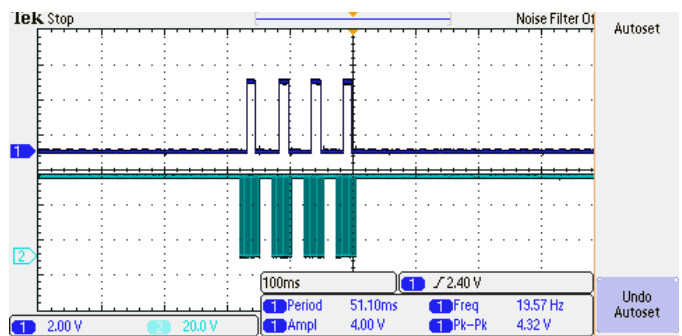 Tek Stop
Noise Filter Of
Autoset
1
2
100ms
1 2.40 V
1 Period 51.10ms 1 Freq 19.57 Hz
1 Ampl 4.00 V 1 Pk-Pk 4.32 V
1 2.00 V 2 20.0 V
Undo
Autoset